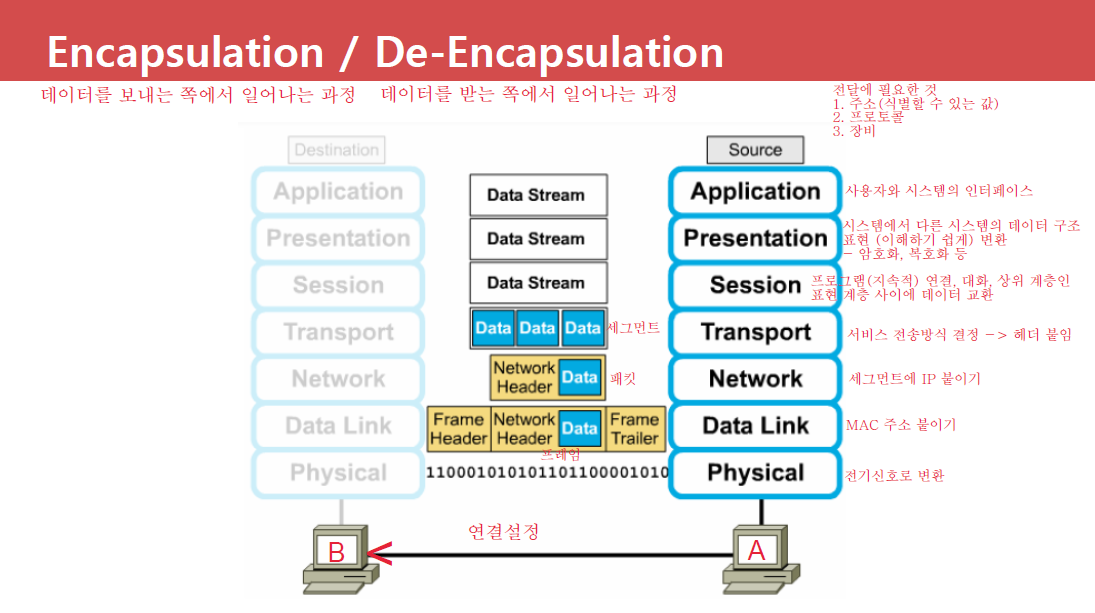 Encapsulation / De-Encapsulation
데이터를 보내는 쪽에서 일어나는 과정
데이터를 받는 쪽에서 일어나는 과정
전달에 필요한 것
1. 주소(식별할 수 있는 값)
2. 프로토콜
3. 장비
Destination
Source
Application
Data Stream
Application
사용자와 시스템의 인터페이스
Presentation
Data Stream
Presentation
시스템에서 다른 시스템의 데이터 구조
표현 (이해하기 쉽게) 변환
- 암호화, 복호화 등
Session
Data Stream
Session
프로그램(지속적) 연결, 대화, 상위 계층인
표현 계층 사이에 데이터 교환
Transport
Data Data Data
세그먼트
Transport
서비스 전송방식 결정 -> 헤더 붙임
Network
Network
Header
Data
패킷
Network
세그먼트에 IP 붙이기
Data Link
Frame
Header
Network
Header
Data
Frame
Trailer
프레임
Data Link
MAC 주소 붙이기
Physical
110001010101101100001010
Physical
전기신호로 변환
연결설정
B
A